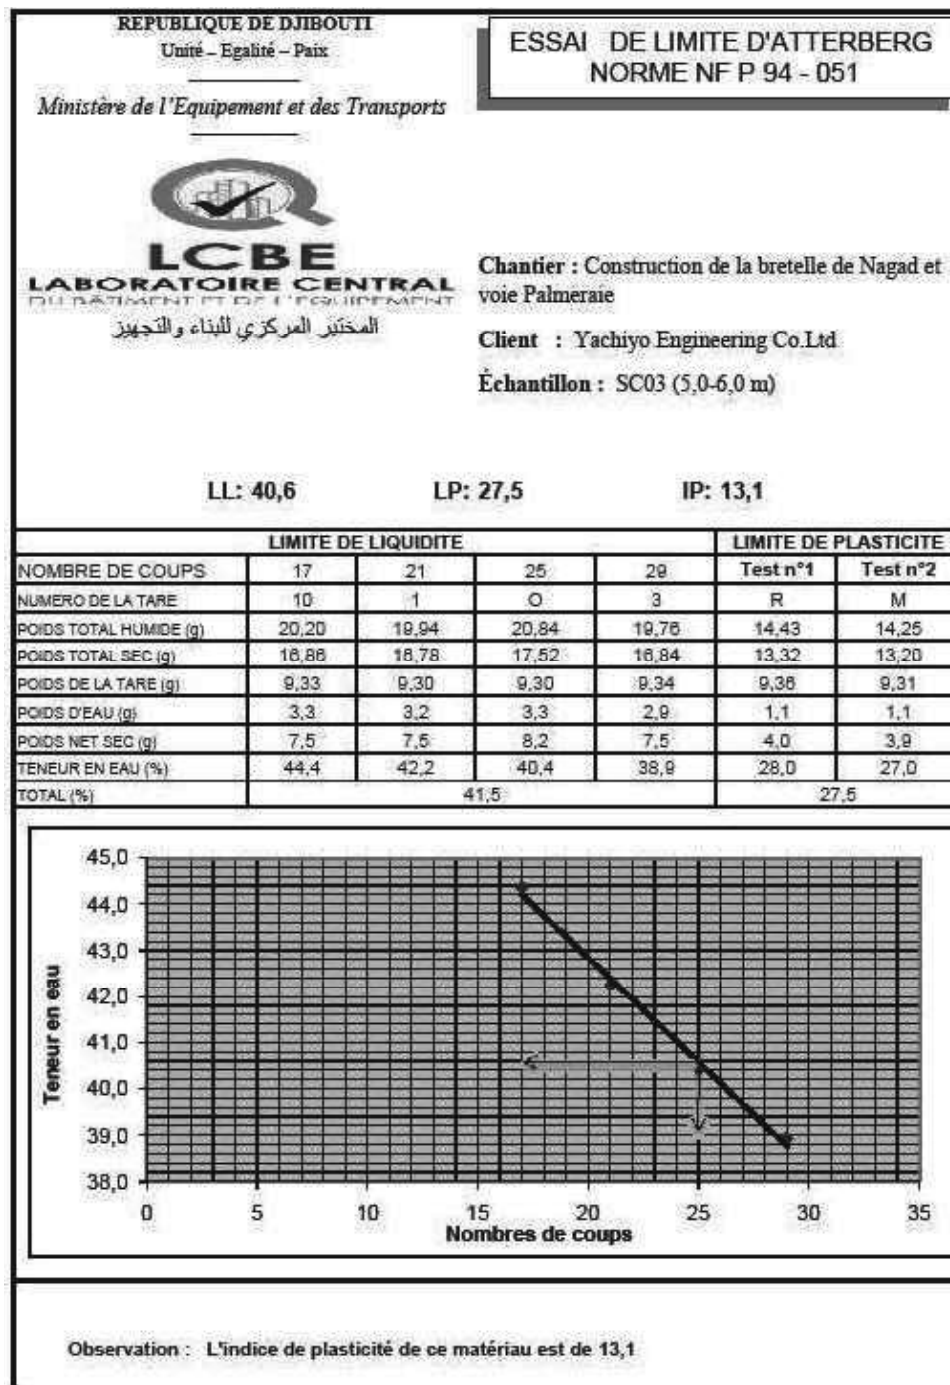 REPUBLIQUE DE DJIBOUTI
Unité – Egalité – Paix
Ministère de l'Equipement et des Transports
LCBE
LABORATOIRE CENTRAL
DU BÂTIMENT ET DE L'EQUIPEMENT
المختبر المركزي للبناء والتجهيز
ESSAI DE LIMITE D'ATTERBERG
NORME NF P 94 - 051
Chantier : Construction de la bretelle de Nagad et
voie Palmeraie
Client : Yachiyo Engineering Co.Ltd
Échantillon : SC03 (5,0-6,0 m)
LL: 40,6 LP: 27,5 IP: 13,1
LIMITE DE LIQUIDITE LIMITE DE PLASTICITE
NOMBRE DE COUPS 17 21 25 29 Test n°1 Test n°2
NUMERO DE LA TARE 10 1 O 3 R M
POIDS TOTAL HUMIDE (g) 20,20 19,94 20,84 19,76 14,43 14,25
POIDS TOTAL SEC (g) 16,86 16,78 17,52 16,84 13,32 13,20
POIDS DE LA TARE (g) 9,33 9,30 9,30 9,34 9,36 9,31
POIDS D'EAU (g) 3,3 3,2 3,3 2,9 1,1 1,1
POIDS NET SEC (g) 7,5 7,5 8,2 7,5 4,0 3,9
TENEUR EN EAU (%) 44,4 42,2 40,4 38,9 28,0 27,0
TOTAL (%) 41,5 27,5
45,0
44,0
43,0
42,0
41,0
40,0
39,0
38,0
Teneur en eau
0 5 10 15 20 25 30 35
Nombres de coups
Observation : L'indice de plasticité de ce matériau est de 13,1